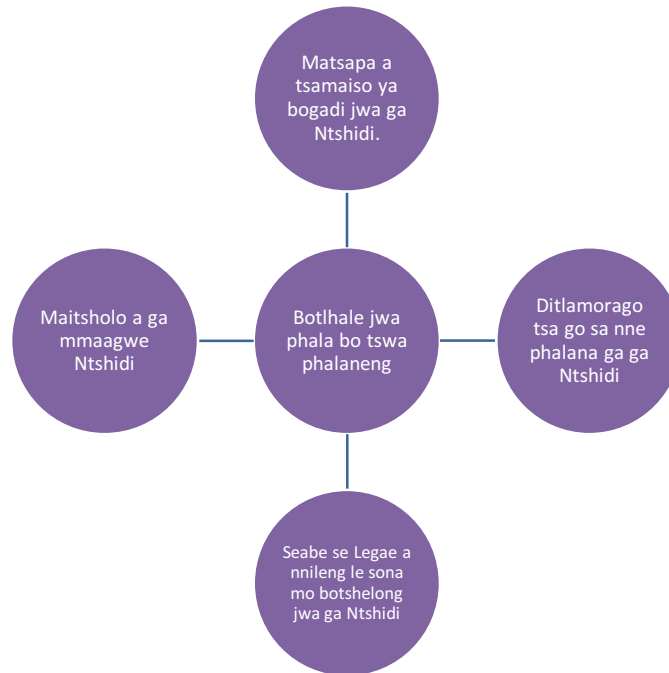 Matsapa a
tsamaiso ya
bogadi jwa ga
Ntshidi.
Maitsholo a ga
mmaagwe
Ntshidi
Botlhale jwa
phala bo tswa
phalaneng
Ditlamorago
tsa go sa nne
phalana ga ga
Ntshidi
Seabe se Legae a
nnileng le sona
mo botshelong
jwa ga Ntshidi